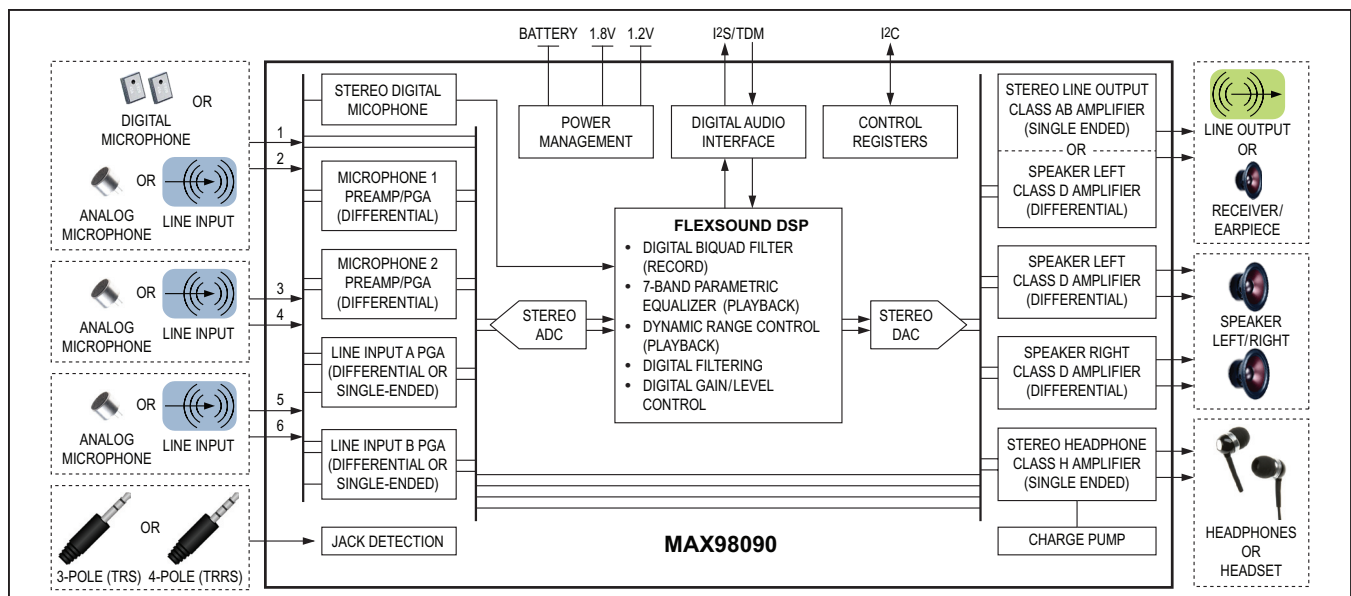 BATTERY 1.8V 1.2V I2S/TDM I2C
OR
DIGITAL
MICROPHONE
OR
ANALOG
MICROPHONE
LINE INPUT
1
2
OR
ANALOG
MICROPHONE
LINE INPUT
3
4
OR
ANALOG
MICROPHONE
LINE INPUT
5
6
OR
3-POLE (TRS) 4-POLE (TRRS)
STEREO DIGITAL
MICOPHONE
MICROPHONE 1
PREAMP/PGA
(DIFFERENTIAL)
MICROPHONE 2
PREAMP/PGA
(DIFFERENTIAL)
LINE INPUT A PGA
(DIFFERENTIAL OR
SINGLE-ENDED)
LINE INPUT B PGA
(DIFFERENTIAL OR
SINGLE-ENDED)
JACK DETECTION
POWER
MANAGEMENT
DIGITAL AUDIO
INTERFACE
CONTROL
REGISTERS
STEREO
ADC
FLEXSOUND DSP
• DIGITAL BIQUAD FILTER
(RECORD)
• 7-BAND PARAMETRIC
EQUALIZER (PLAYBACK)
• DYNAMIC RANGE CONTROL
(PLAYBACK)
• DIGITAL FILTERING
• DIGITAL GAIN/LEVEL
CONTROL
STEREO
DAC
MAX98090
STEREO LINE OUTPUT
CLASS AB AMPLIFIER
(SINGLE ENDED)
OR
SPEAKER LEFT
CLASS D AMPLIFIER
(DIFFERENTIAL)
SPEAKER LEFT
CLASS D AMPLIFIER
(DIFFERENTIAL)
SPEAKER RIGHT
CLASS D AMPLIFIER
(DIFFERENTIAL)
STEREO HEADPHONE
CLASS H AMPLIFIER
(SINGLE ENDED)
CHARGE PUMP
LINE OUTPUT
OR
RECEIVER/
EARPIECE
SPEAKER
LEFT/RIGHT
HEADPHONES
OR
HEADSET